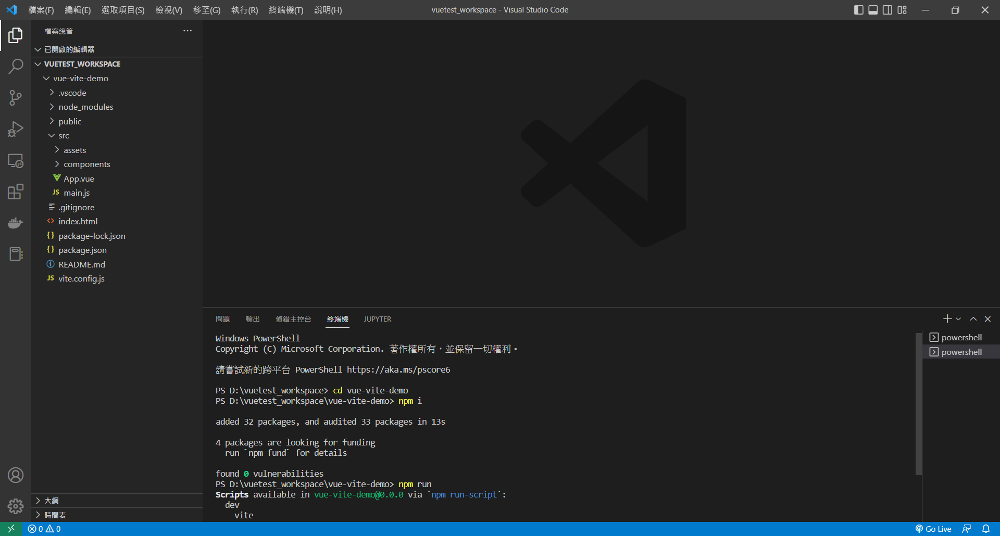 檔案(F) 編輯(E) 選取項目(S) 檢視(V) 移至(G) 執行(R) 終端機(T) 說明(H)
vuetest_workspace - Visual Studio Code
檔案總管
已開啟的編輯器
VUETEST_WORKSPACE
vue-vite-demo
.vscode
node_modules
public
src
assets
components
App.vue
JS main.js
.gitignore
index.html
package-lock.json
package.json
README.md
JS vite.config.js
大綱
時間表
問題 輸出 偵錯主控台 終端機 JUPYTER
Windows PowerShell
Copyright (C) Microsoft Corporation. 著作權所有，並保留一切權利。
請嘗試新的跨平台 PowerShell https://aka.ms/pscore6
PS D:\vuetest_workspace> cd vue-vite-demo
PS D:\vuetest_workspace\vue-vite-demo> npm i
added 32 packages, and audited 33 packages in 13s
4 packages are looking for funding
run `npm fund` for details
found 0 vulnerabilities
PS D:\vuetest_workspace\vue-vite-demo> npm run
Scripts available in vue-vite-demo@0.0.0 via `npm run-script`:
dev
vite
powershell
powershell
0 0
Go Live